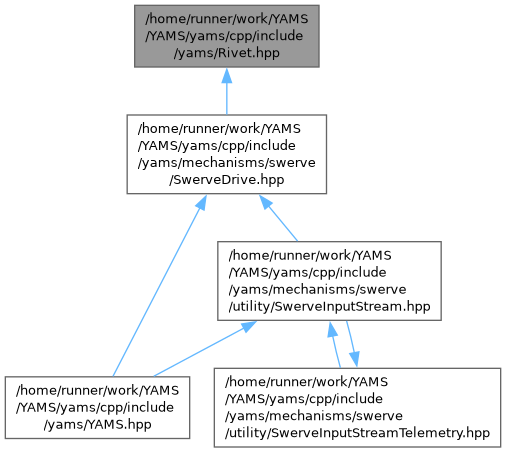 /home/runner/work/YAMS
/YAMS/yams/cpp/include
/yams/Rivet.hpp
/home/runner/work/YAMS
/YAMS/yams/cpp/include
/yams/mechanisms/swerve
/SwerveDrive.hpp
/home/runner/work/YAMS
/YAMS/yams/cpp/include
/yams/mechanisms/swerve
/utility/SwerveInputStream.hpp
/home/runner/work/YAMS
/YAMS/yams/cpp/include
/yams/YAMS.hpp
/home/runner/work/YAMS
/YAMS/yams/cpp/include
/yams/mechanisms/swerve
/utility/SwerveInputStreamTelemetry.hpp